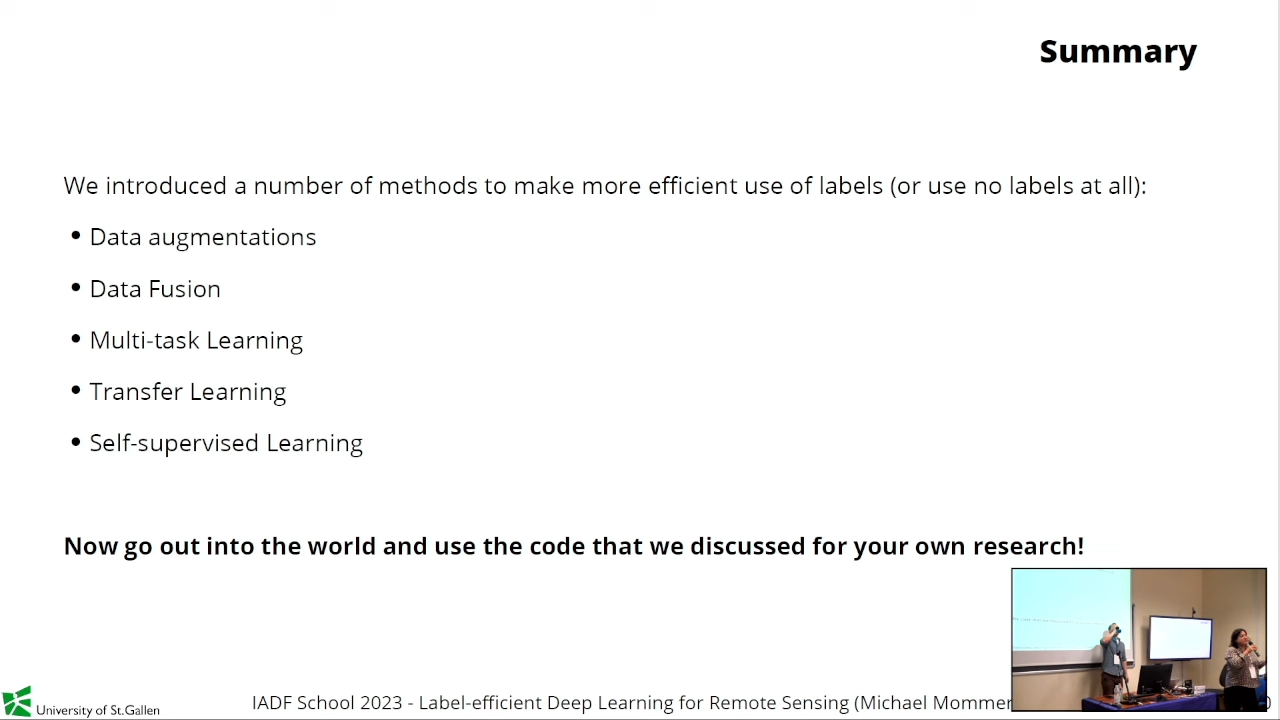 Summary
We introduced a number of methods to make more efficient use of labels (or use no labels at all):
• Data augmentations
• Data Fusion
• Multi-task Learning
• Transfer Learning
• Self-supervised Learning
Now go out into the world and use the code that we discussed for your own research!
University of St.Gallen
IADF School 2023 - Label-efficient Deep Learning for Remote Sensing (Michael Mommer